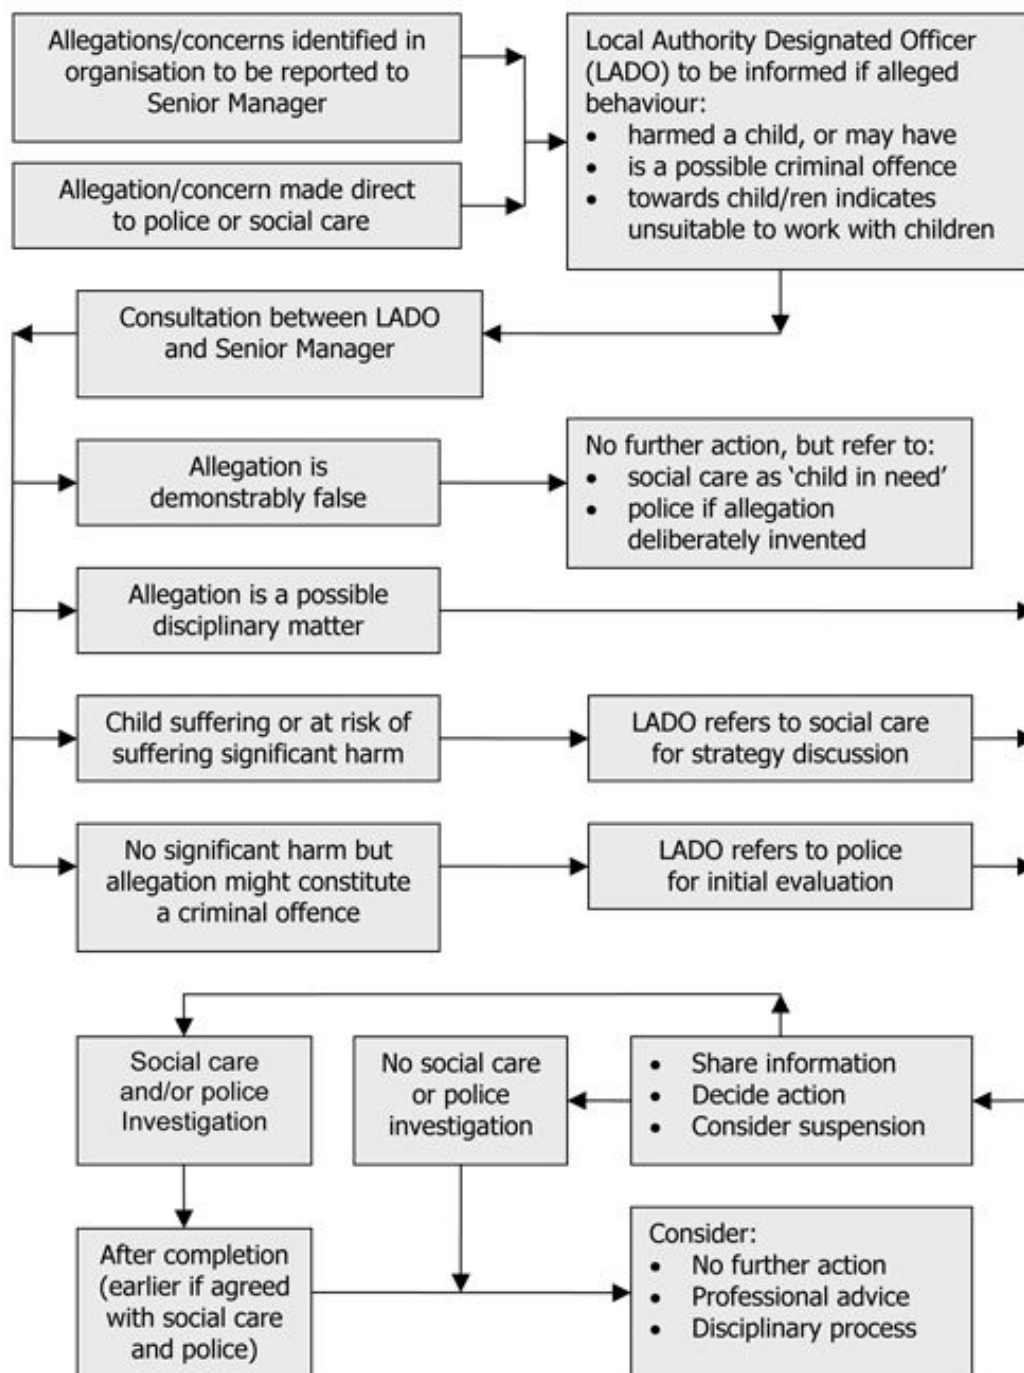 Allegations/concerns identified in
organisation to be reported to
Senior Manager
Local Authority Designated Officer
(LADO) to be informed if alleged
behaviour:
• harmed a child, or may have
• is a possible criminal offence
• towards child/ren indicates
unsuitable to work with children
Allegation/concern made direct
to police or social care
Consultation between LADO
and Senior Manager
Allegation is
demonstrably false
No further action, but refer to:
• social care as ‘child in need’
• police if allegation
deliberately invented
Allegation is a possible
disciplinary matter
Child suffering or at risk of
suffering significant harm
LADO refers to social care
for strategy discussion
No significant harm but
allegation might constitute
a criminal offence
LADO refers to police
for initial evaluation
Social care
and/or police
Investigation
No social care
or police
investigation
• Share information
• Decide action
• Consider suspension
After completion
(earlier if agreed
with social care
and police)
Consider:
• No further action
• Professional advice
• Disciplinary process